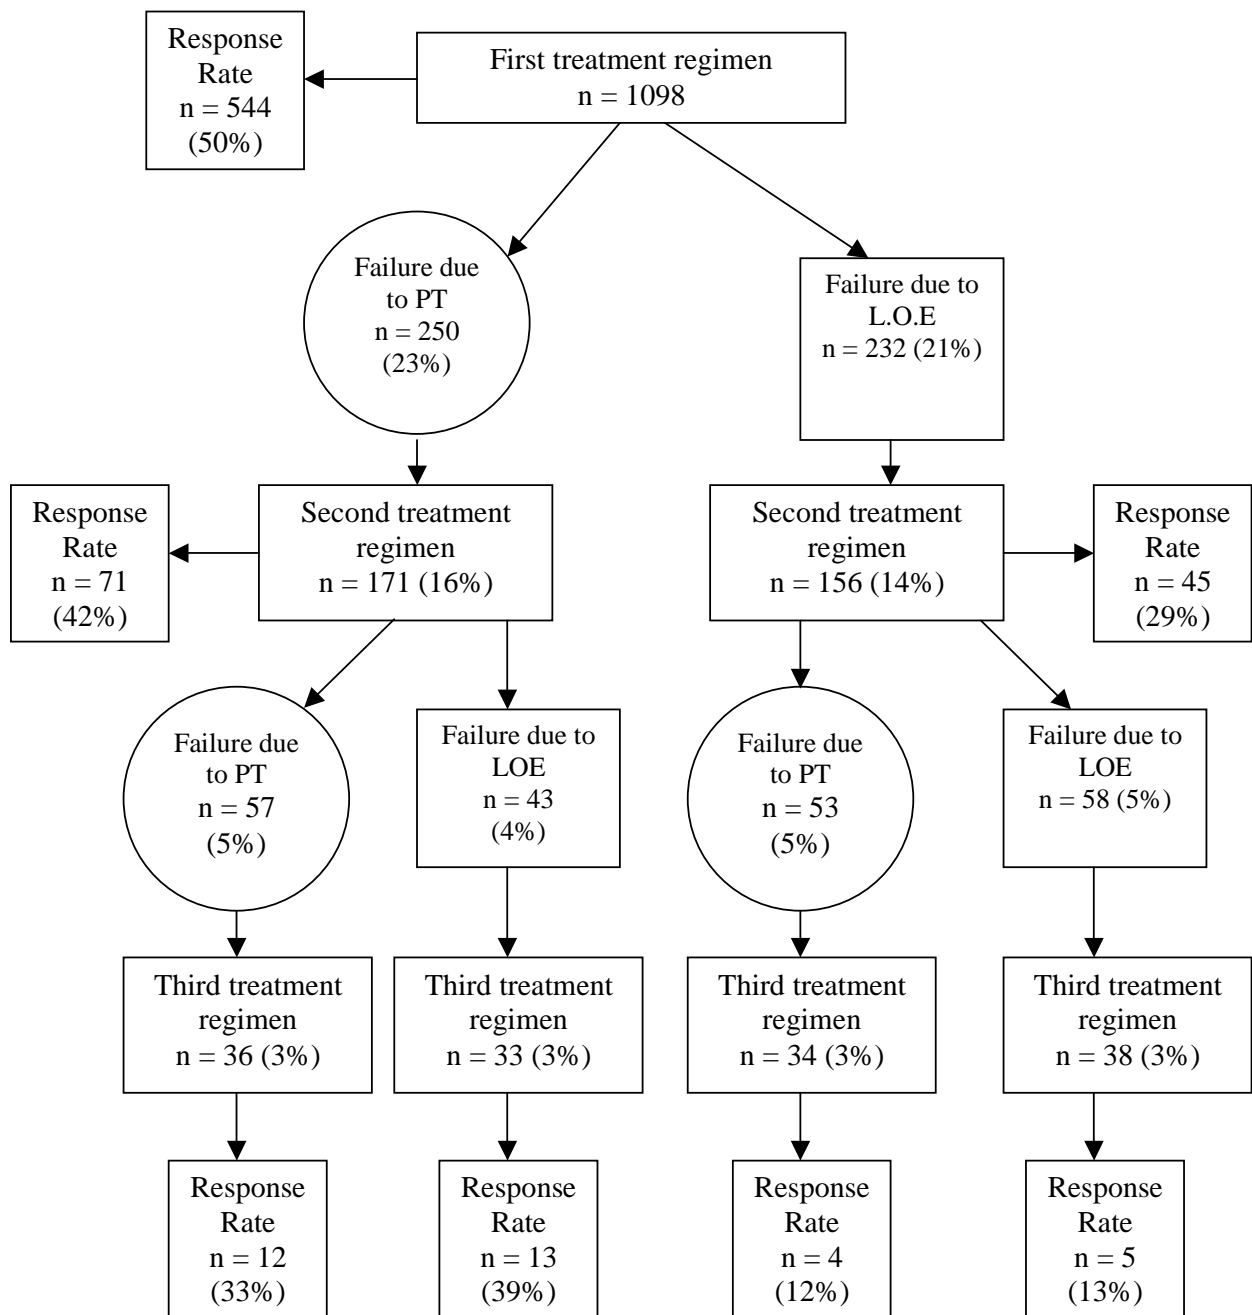 Response
Rate
n = 544
(50%)
First treatment regimen
n = 1098
Failure due
to PT
n = 250
(23%)
Failure due to
L.O.E
n = 232 (21%)
Response
Rate
n = 71
(42%)
Second treatment
regimen
n = 171 (16%)
Second treatment
regimen
n = 156 (14%)
Response
Rate
n = 45
(29%)
Failure due
to PT
n = 57
(5%)
Failure due to
LOE
n = 43
(4%)
Failure due
to PT
n = 53
(5%)
Failure due to
LOE
n = 58 (5%)
Third treatment
regimen
n = 36 (3%)
Third treatment
regimen
n = 33 (3%)
Third treatment
regimen
n = 34 (3%)
Third treatment
regimen
n = 38 (3%)
Response
Rate
n = 12
(33%)
Response
Rate
n = 13
(39%)
Response
Rate
n = 4
(12%)
Response
Rate
n = 5
(13%)